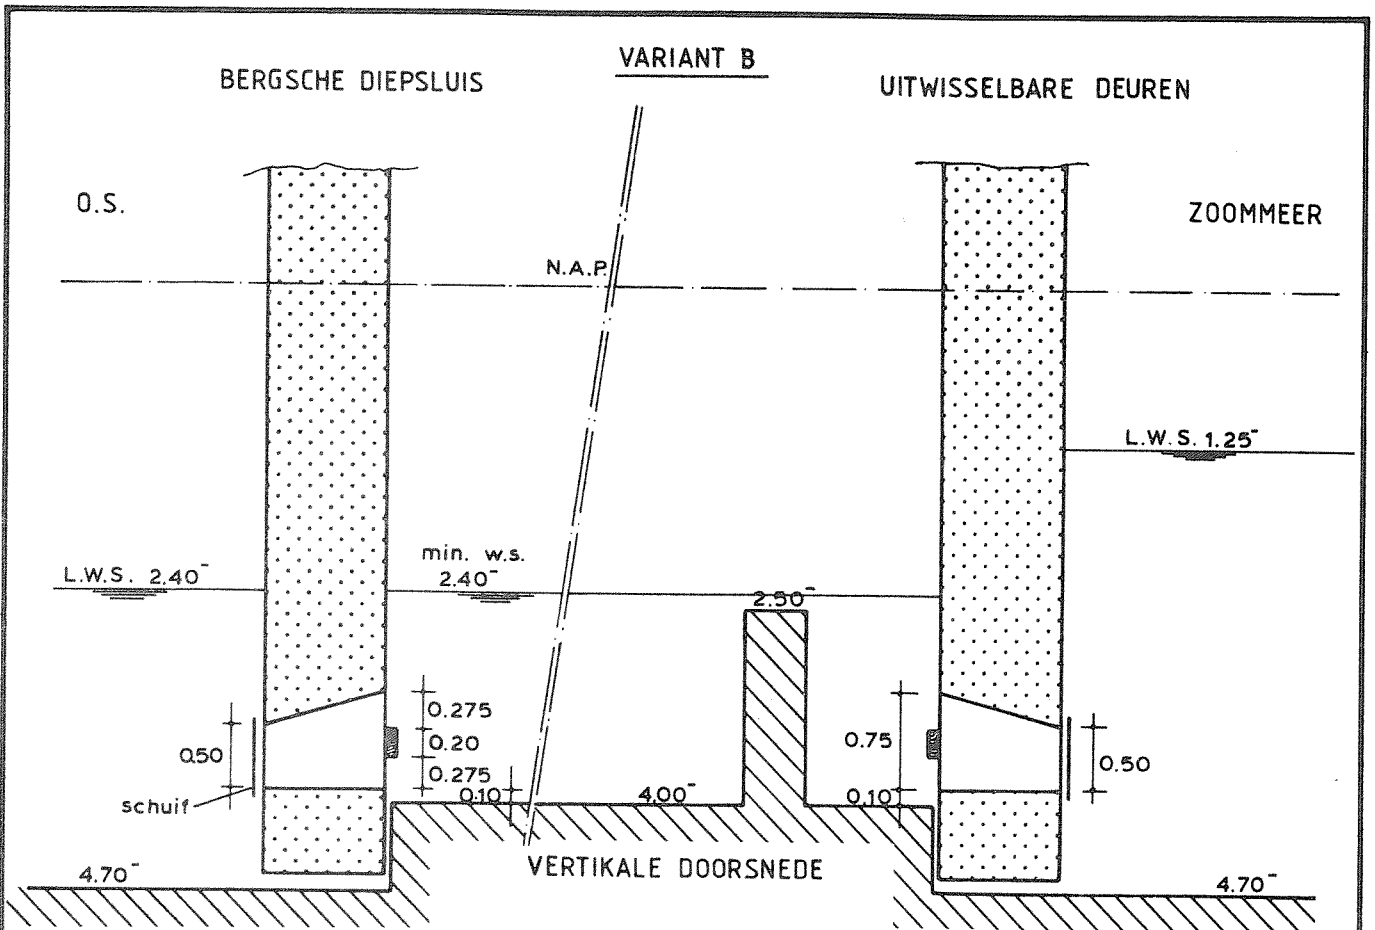 VARIANT B
BERGSCHE DIEPSLUIS
UITWISSELBARE DEUREN
O.S.
ZOOMMEER
N.A.P.
L.W.S. 1.25-
L.W.S. 2.40-
min. w.s.
2.40-
2.50-
0.275
0.20
0.275
0.50
0.75
0.50
schuif
0.10
4.00-
0.10
VERTIKALE DOORSNEDE
4.70-
4.70-